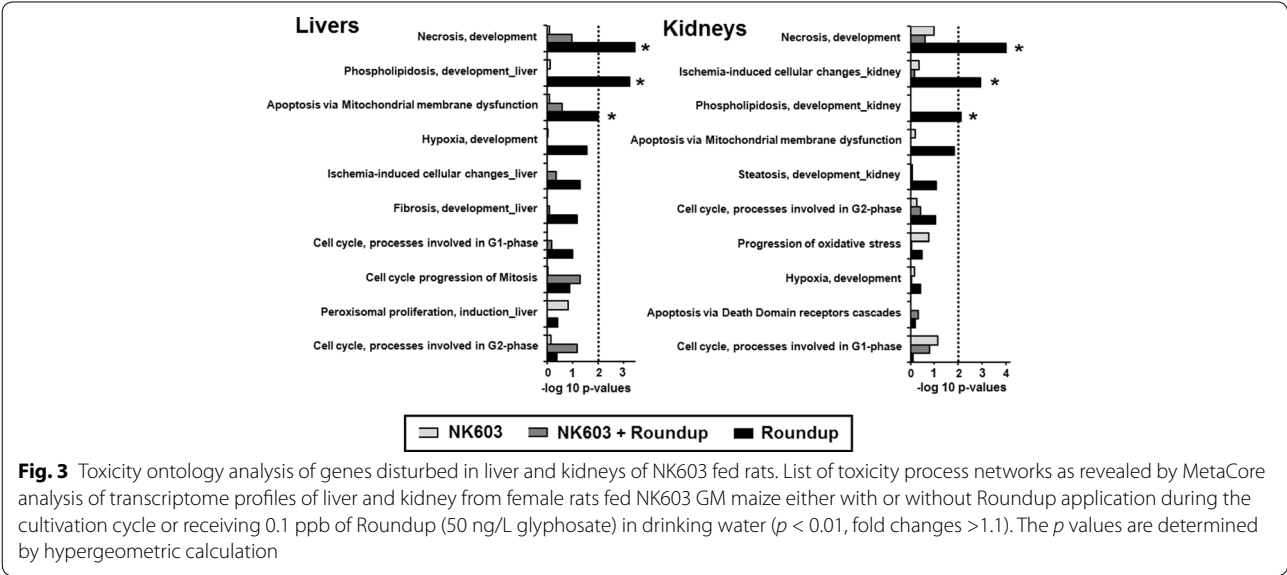 Livers
Necrosis, development
*
Phospholipidosis, development_liver
*
Apoptosis via Mitochondrial membrane dysfunction
*
Hypoxia, development
Ischemia-induced cellular changes_liver
Fibrosis, development_liver
Cell cycle, processes involved in G1-phase
Cell cycle progression of Mitosis
Peroxisomal proliferation, induction_liver
Cell cycle, processes involved in G2-phase
0 1 2 3
-log 10 p-values
Kidneys
Necrosis, development
*
Ischemia-induced cellular changes_kidney
*
Phospholipidosis, development_kidney
*
Apoptosis via Mitochondrial membrane dysfunction
Steatosis, development_kidney
Cell cycle, processes involved in G2-phase
Progression of oxidative stress
Hypoxia, development
Apoptosis via Death Domain receptors cascades
Cell cycle, processes involved in G1-phase
0 1 2 3 4
-log 10 p-values
NK603 NK603 + Roundup Roundup
Fig. 3 Toxicity ontology analysis of genes disturbed in liver and kidneys of NK603 fed rats. List of toxicity process networks as revealed by MetaCore
analysis of transcriptome profiles of liver and kidney from female rats fed NK603 GM maize either with or without Roundup application during the
cultivation cycle or receiving 0.1 ppb of Roundup (50 ng/L glyphosate) in drinking water (p < 0.01, fold changes >1.1). The p values are determined
by hypergeometric calculation